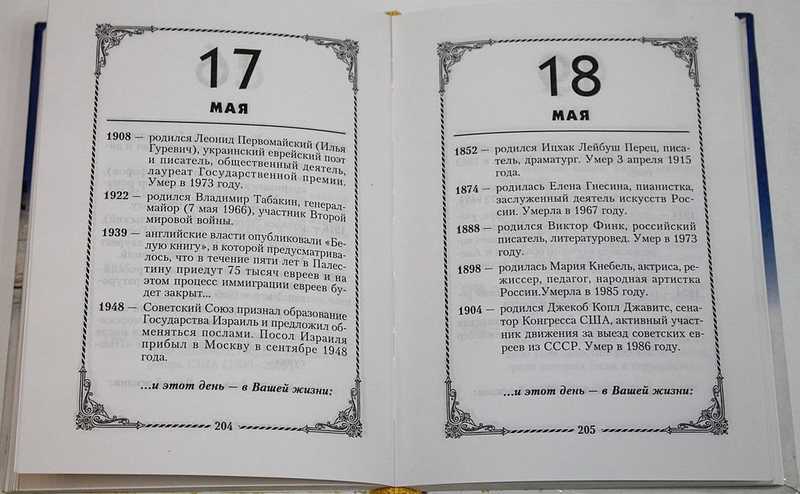 17
МАЯ
1908 — родился Леонид Первомайский (Илья
Гуревич), украинский еврейский поэт
и писатель, общественный деятель,
лауреат Государственной премии.
Умер в 1973 году.
1922 — родился Владимир Табакин, генерал-
майор (7 мая 1966), участник Второй
мировой войны.
1939 — английские власти опубликовали «Бе-
лую книгу», в которой предусматрива-
лось, что в течение пяти лет в Палес-
тину приедут 75 тысяч евреев и на
этом процесс иммиграции евреев бу-
дет закрыт...
1948 — Советский Союз признал образование
Государства Израиль и предложил об-
меняться послами. Посол Израиля
прибыл в Москву в сентябре 1948
года.
...и этот день — в Вашей жизни:
204
18
МАЯ
1852 — родился Ицхак Лейбуш Перец, писа-
тель, драматург. Умер 3 апреля 1915
года.
1874 — родилась Елена Гнесина, пианистка,
заслуженный деятель искусств Рос-
сии. Умерла в 1967 году.
1888 — родился Виктор Финк, российский
писатель, литературовед. Умер в 1973
году.
1898 — родилась Мария Кнебель, актриса, ре-
жиссер, педагог, народная артистка
России.Умерла в 1985 году.
1904 — родился Джекоб Копл Джавитс, сена-
тор Конгресса США, активный участ-
ник движения за выезд советских ев-
реев из СССР. Умер в 1986 году.
...и этот день — в Вашей жизни:
205